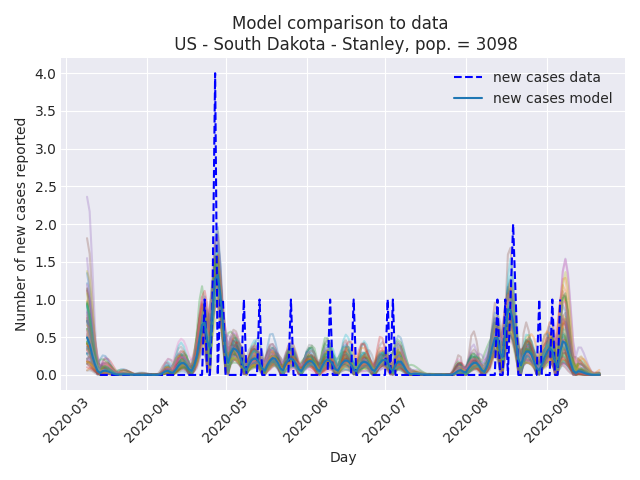 Model comparison to data
US - South Dakota - Stanley, pop. = 3098
new cases data
new cases model
Number of new cases reported
4.0
3.5
3.0
2.5
2.0
1.5
1.0
0.5
0.0
2020-03
2020-04
2020-05
2020-06
2020-07
2020-08
2020-09
Day